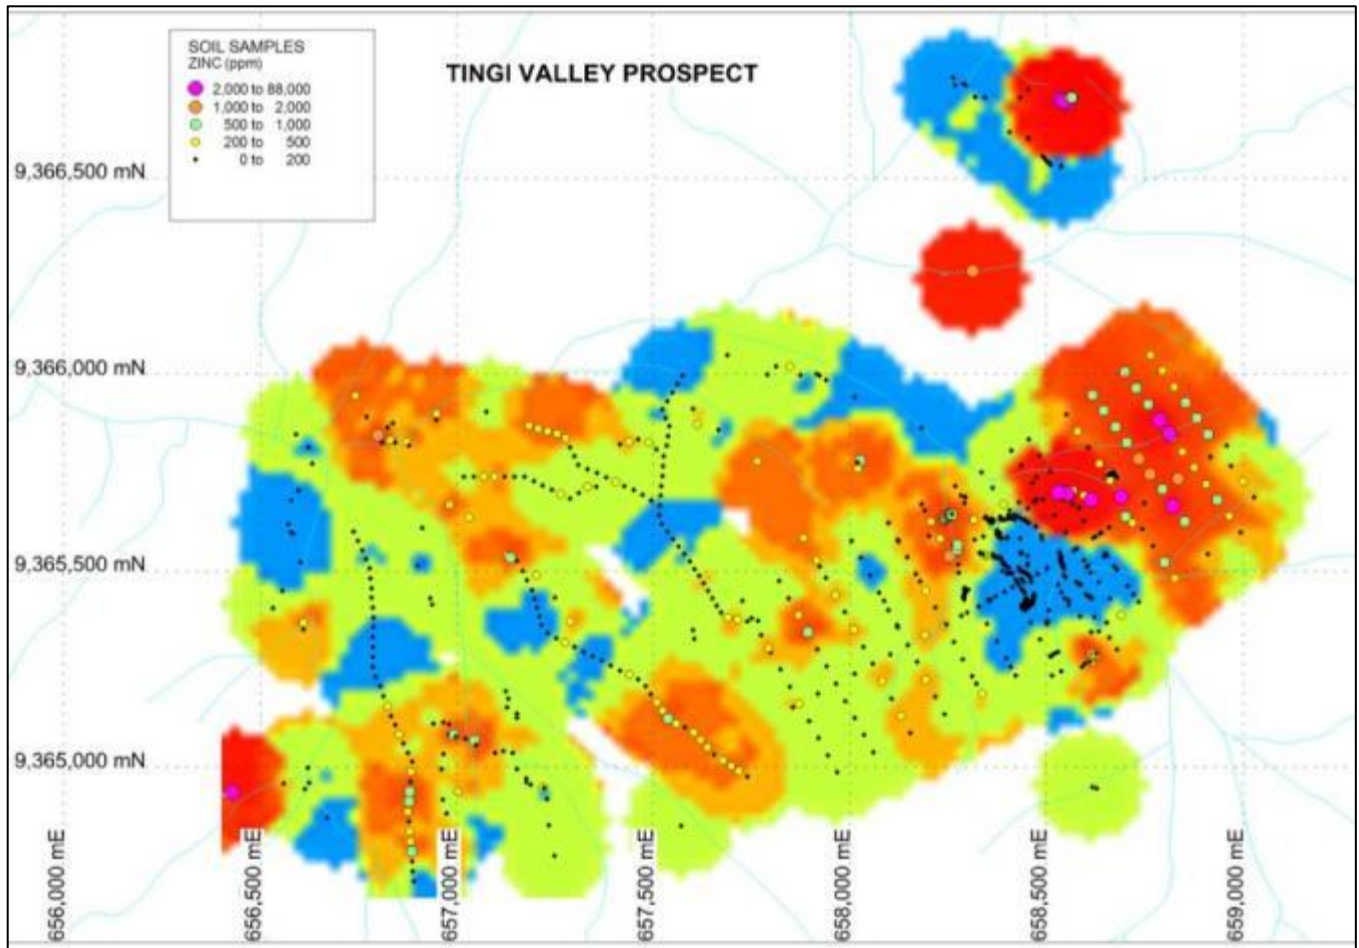 SOIL SAMPLES
ZINC (ppm)
2,000 to 88,000
1,000 to 2,000
500 to 1,000
200 to 500
0 to 200
TINGI VALLEY PROSPECT
9,366,500 mN
9,366,000 mN
9,365,500 mN
9,365,000 mN
656,000 mE
656,500 mE
657,000 mE
657,500 mE
658,000 mE
658,500 mE
659,000 mE